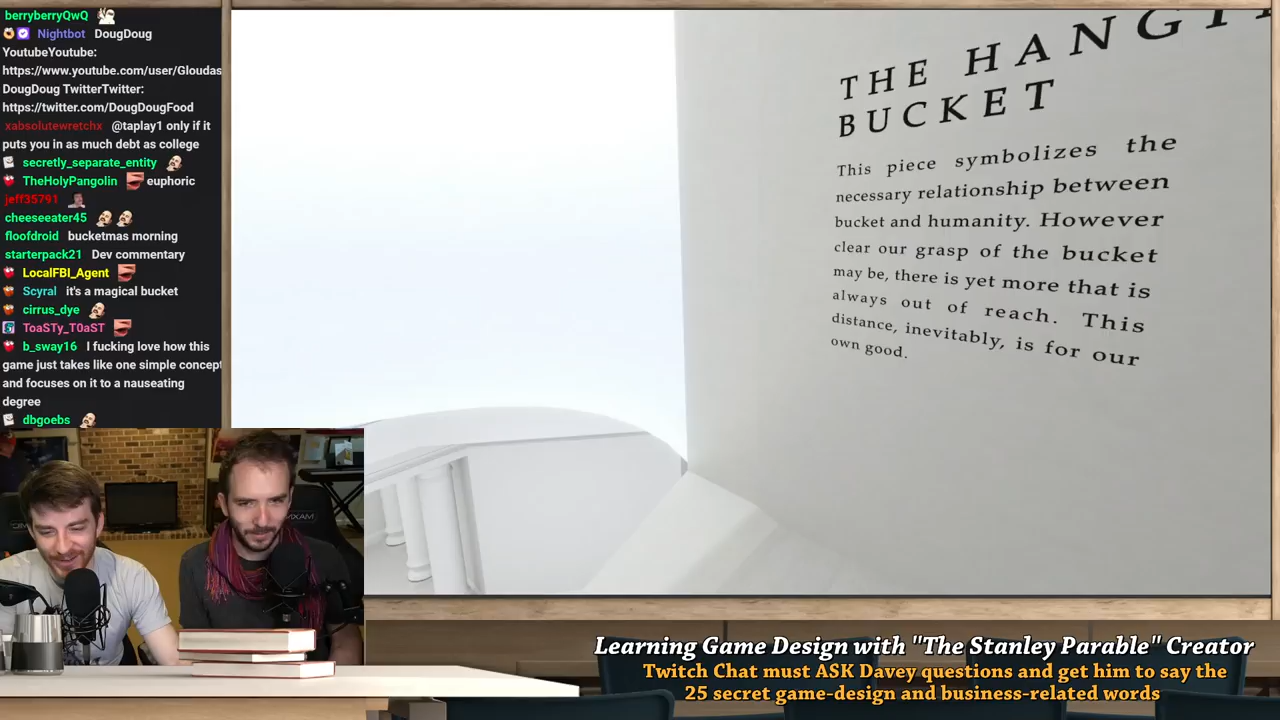 berryberryQwQ
Nightbot DougDoug
YoutubeYoutube:
https://www.youtube.com/user/Gloudas
DougDoug TwitterTwitter:
https://twitter.com/DougDougFood
xabsolutewretchx @taplay1 only if it
puts you in as much debt as college
secretly_separate_entity
TheHolyPangolin euphoric
jeff35791
cheeseeater45
floofdroid bucketmas morning
starterpack21 Dev commentary
LocalFBI_Agent
Scyral it's a magical bucket
cirrus_dye
ToaSTy_T0aST
b_sway16 I fucking love how this
game just takes like one simple concept
and focuses on it to a nauseating
degree
dbgoebs
THE
BUCKET
This piece symbolizes the
necessary relationship between
bucket and humanity. However
clear our grasp of the bucket
may be, there is yet more that is
always out of reach. This
distance, inevitably, is for our
own good.
Learning Game Design with "The Stanley Parable" Creator
Twitch Chat must ASK Davey questions and get him to say the
25 secret game-design and business-related words